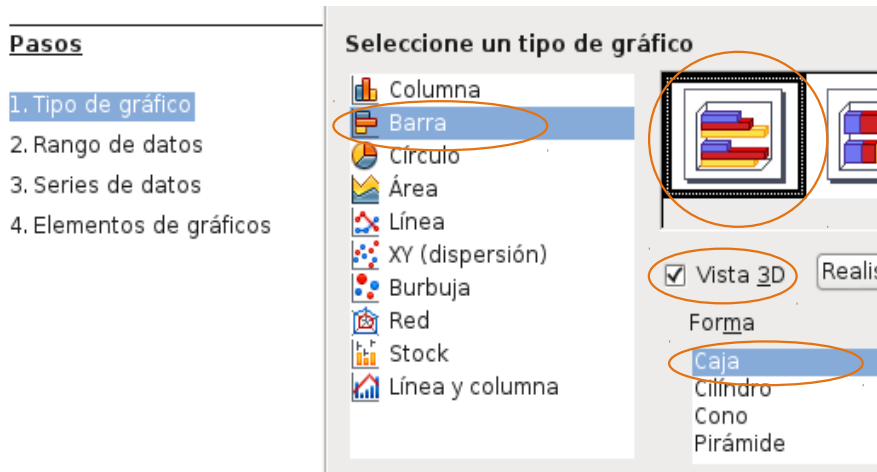 Pasos
1. Tipo de gráfico
2. Rango de datos
3. Series de datos
4. Elementos de gráficos
Seleccione un tipo de gráfico
Columna
Barra
Círculo
Área
Línea
XY (dispersión)
Burbuja
Red
Stock
Línea y columna
Vista 3D
Realis
Forma
Caja
Cilindro
Cono
Pirámide